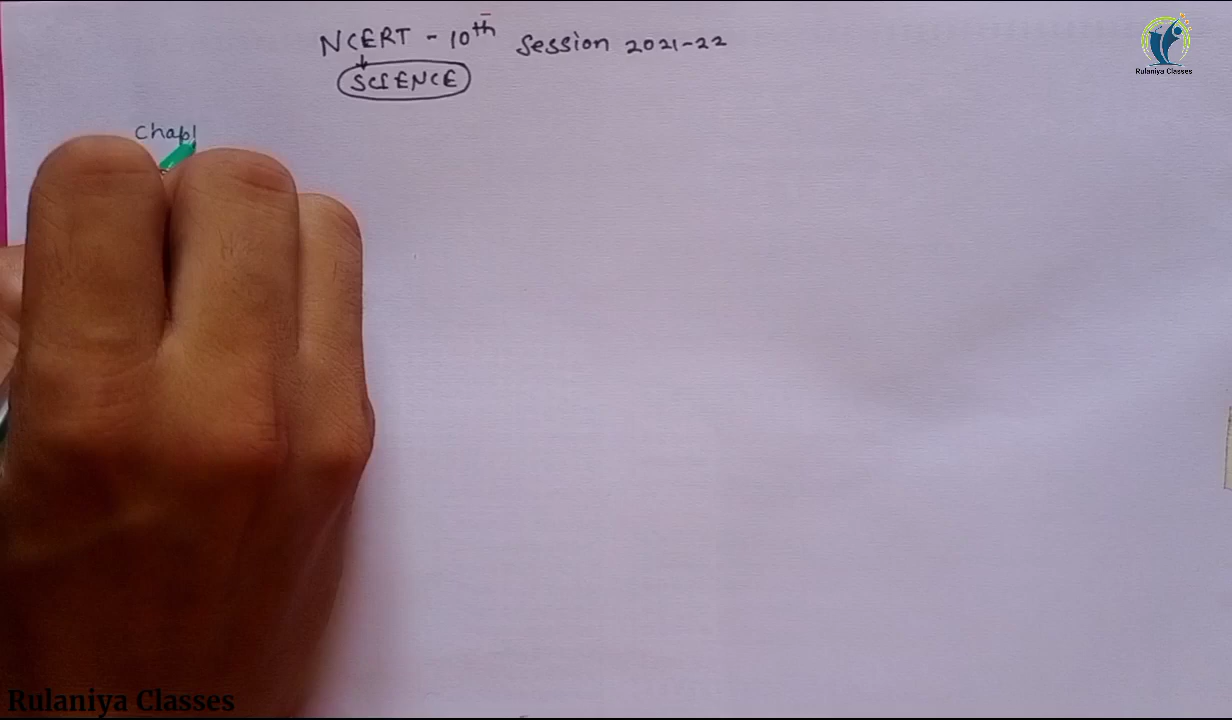 NCERT - 10th Session 2021-22
SCIENCE
Rulaniya Classes
Chap
Rulaniya Classes